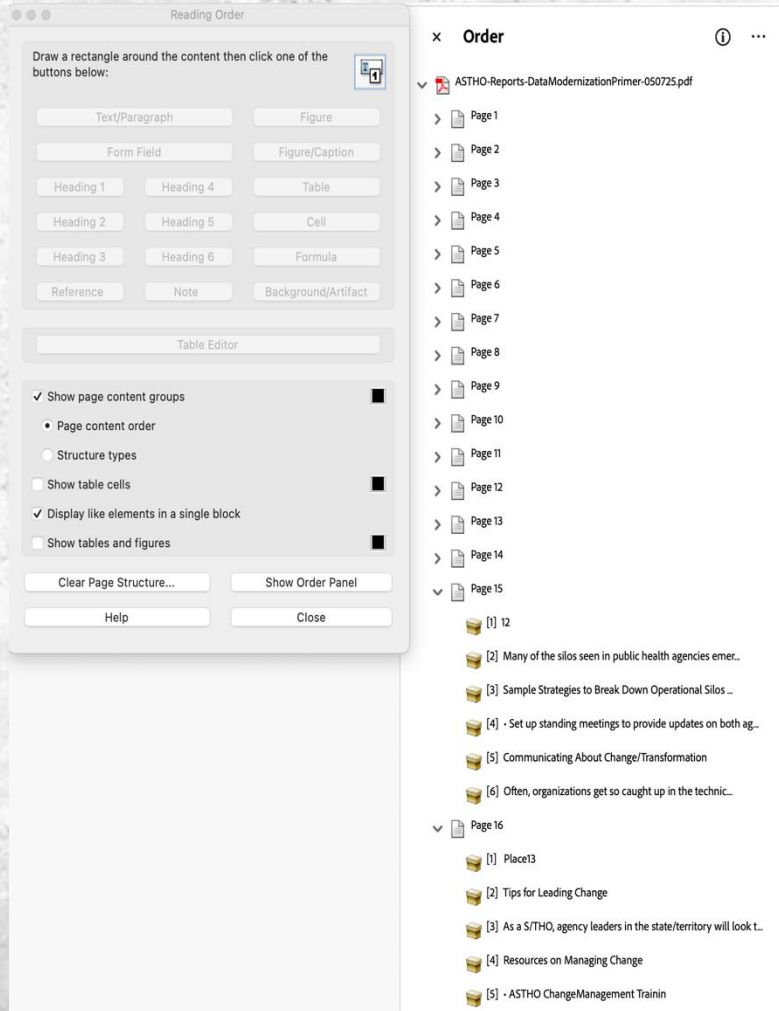 Reading Order
Draw a rectangle around the content then click one of the
buttons below:
Text/Paragraph
Figure
Form Field
Figure/Caption
Heading 1
Heading 4
Table
Heading 2
Heading 5
Cell
Heading 3
Heading 6
Formula
Reference
Note
Background/Artifact
Table Editor
Show page content groups
Page content order
Structure types
Show table cells
Display like elements in a single block
Show tables and figures
Clear Page Structure...
Show Order Panel
Help
Close
Order
ASTHO-Reports-DataModernizationPrimer-050725.pdf
Page 1
Page 2
Page 3
Page 4
Page 5
Page 6
Page 7
Page 8
Page 9
Page 10
Page 11
Page 12
Page 13
Page 14
Page 15
[1] 12
[2] Many of the silos seen in public health agencies emer...
[3] Sample Strategies to Break Down Operational Silos ...
[4] • Set up standing meetings to provide updates on both ag...
[5] Communicating About Change/Transformation
[6] Often, organizations get so caught up in the technic...
Page 16
[1] Place13
[2] Tips for Leading Change
[3] As a S/THO, agency leaders in the state/territory will look t...
[4] Resources on Managing Change
[5] • ASTHO ChangeManagement Trainin